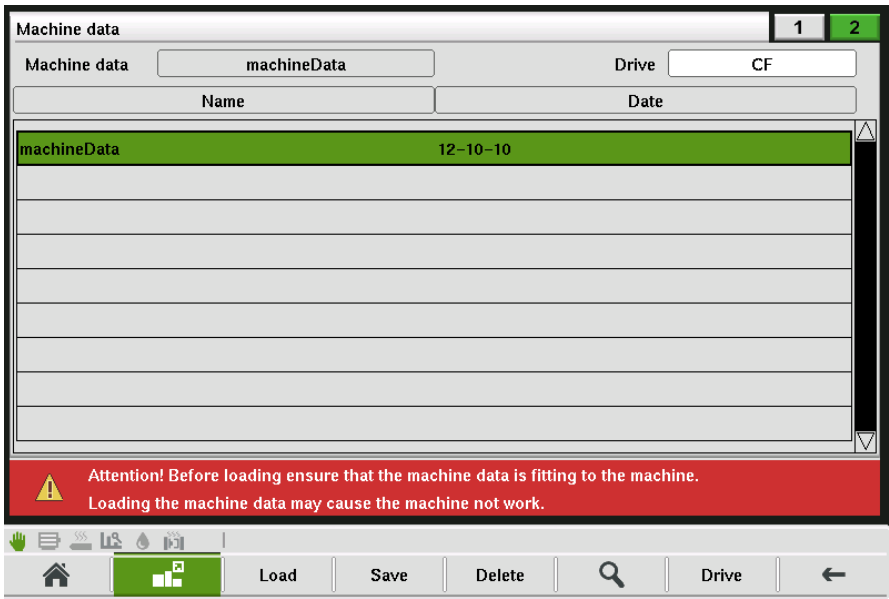 Machine data 1 2
Machine data machineData Drive CF
Name Date
machineData 12-10-10
Attention! Before loading ensure that the machine data is fitting to the machine.
Loading the machine data may cause the machine not work.
Load Save Delete Drive